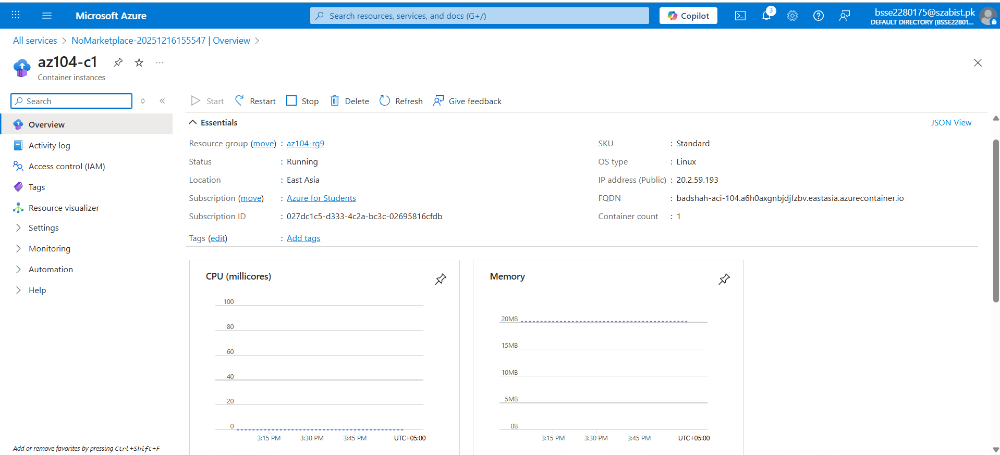 Microsoft Azure
Search resources, services, and docs (G+/)
Copilot
3
bsse2280175@szabist.pk
DEFAULT DIRECTORY (BSSE22801...
All services > NoMarketplace-20251216155547 | Overview >
az104-c1
Container instances
Search
Start
Restart
Stop
Delete
Refresh
Give feedback
Overview
Activity log
Access control (IAM)
Tags
Resource visualizer
Settings
Monitoring
Automation
Help
Add or remove favorites by pressing Ctrl+Shift+F
Essentials
JSON View
Resource group (move) : az104-rg9
Status : Running
Location : East Asia
Subscription (move) : Azure for Students
Subscription ID : 027dc1c5-d333-4c2a-bc3c-02695816cfdb
Tags (edit) : Add tags
SKU : Standard
OS type : Linux
IP address (Public) : 20.2.59.193
FQDN : badshah-aci-104.a6h0axgnbjdjfzbv.eastasia.azurecontainer.io
Container count : 1
CPU (millicores)
100
80
60
40
20
0
3:15 PM 3:30 PM 3:45 PM UTC+05:00
Memory
20MB
15MB
10MB
5MB
0B
3:15 PM 3:30 PM 3:45 PM UTC+05:00